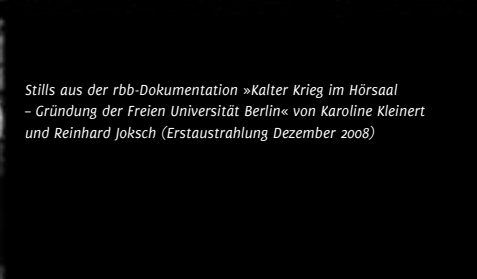 Stills aus der rbb-Dokumentation »Kalter Krieg im Hörsaal
– Gründung der Freien Universität Berlin« von Karoline Kleinert
und Reinhard Joksch (Erstaustrahlung Dezember 2008)